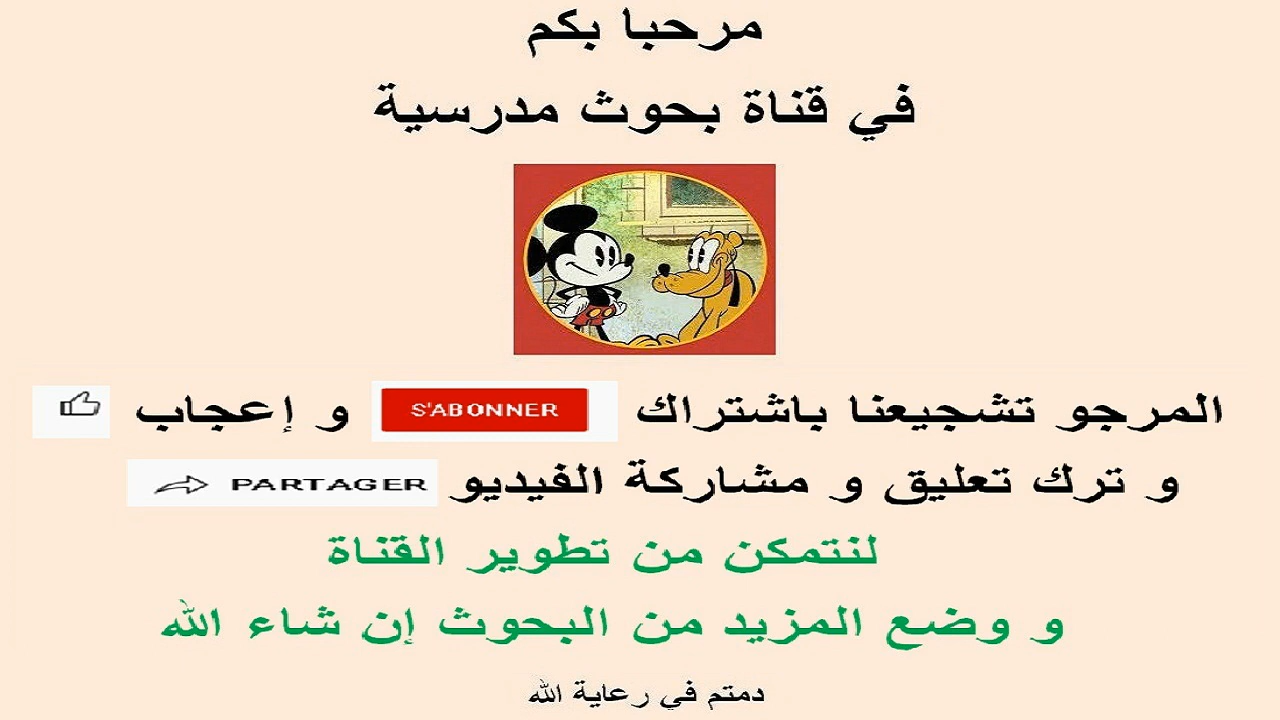 مرحبا بكم
في قناة بحوث مدرسية
المرجو تشجيعنا باشتراك S'ABONNER و إعجاب
و ترك تعليق و مشاركة الفيديو PARTAGER
لنتمكن من تطوير القناة
و وضع المزيد من البحوث إن شاء الله
دمتم في رعاية الله